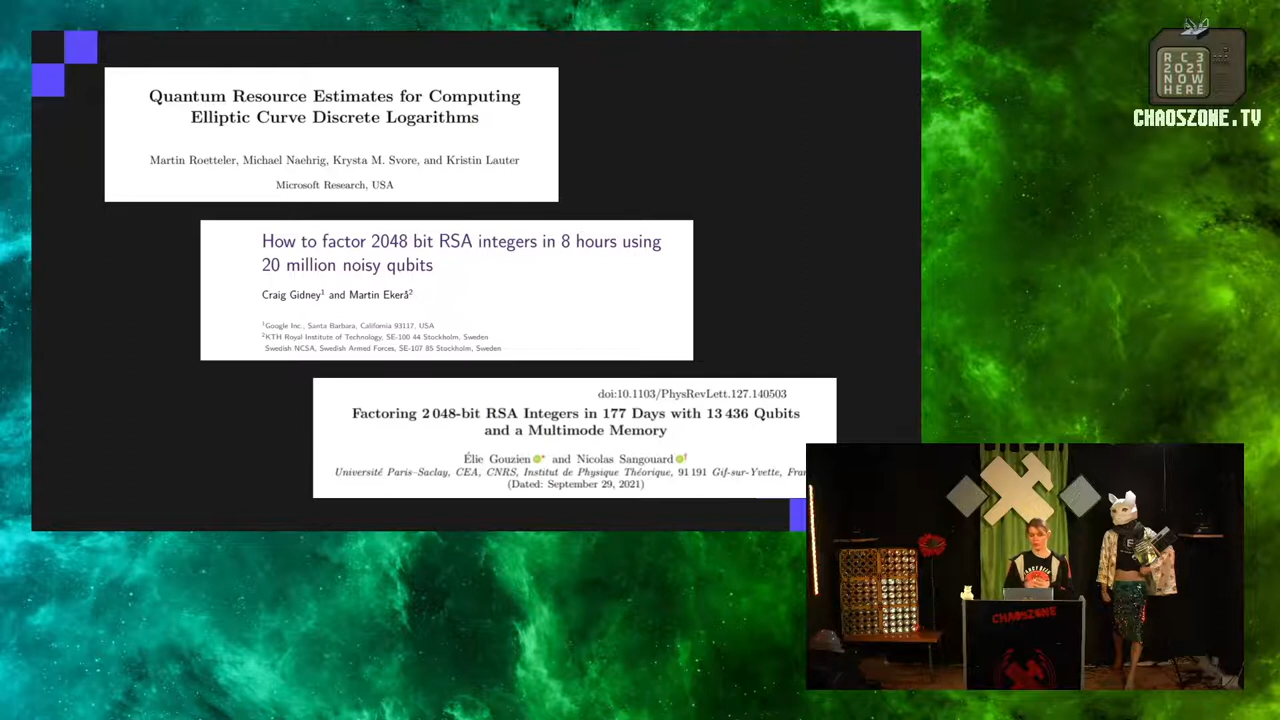 Quantum Resource Estimates for Computing
Elliptic Curve Discrete Logarithms
Martin Roetteler, Michael Naehrig, Krysta M. Svore, and Kristin Lauter
Microsoft Research, USA
How to factor 2048 bit RSA integers in 8 hours using
20 million noisy qubits
Craig Gidney1 and Martin Ekerå2
1Google Inc., Santa Barbara, California 93117, USA
2KTH Royal Institute of Technology, SE-100 44 Stockholm, Sweden
Swedish NCSA, Swedish Armed Forces, SE-107 85 Stockholm, Sweden
doi:10.1103/PhysRevLett.127.140503
Factoring 2 048-bit RSA Integers in 177 Days with 13 436 Qubits
and a Multimode Memory
Élie Gouzien * and Nicolas Sangouard †
Université Paris–Saclay, CEA, CNRS, Institut de Physique Théorique, 91 191 Gif-sur-Yvette, Fran
(Dated: September 29, 2021)
RC3
2021
NOW
HERE
CHAOSZONE.TV
CHAOSZONE